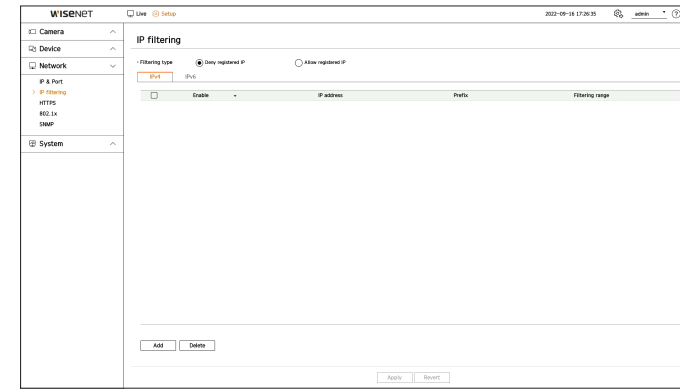 WISENET
Live Setup 2022-09-16 17:26:35 admin ?
Camera
IP filtering
Device
Network
Filtering type Deny registered IP Allow registered IP
IPv4 IPv6
IP & Port
IP filtering
HTTPS
802.1x
SNMP
System
Enable IP address Prefix Filtering range
Add Delete
Apply Revert